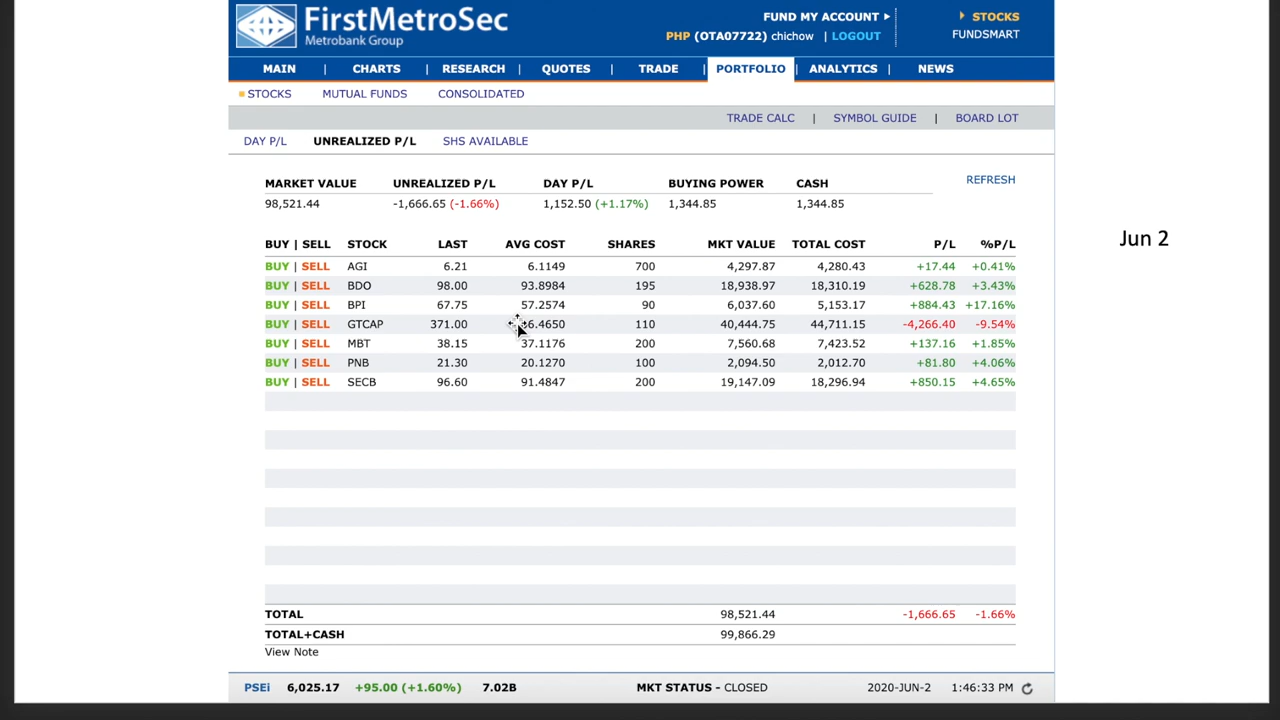 FirstMetroSec
Metrobank Group
FUND MY ACCOUNT
STOCKS
PHP (OTA07722) chichow | LOGOUT
FUNDSMART
MAIN | CHARTS | RESEARCH | QUOTES | TRADE | PORTFOLIO | ANALYTICS | NEWS
STOCKS MUTUAL FUNDS CONSOLIDATED
TRADE CALC | SYMBOL GUIDE | BOARD LOT
DAY P/L UNREALIZED P/L SHS AVAILABLE
REFRESH
MARKET VALUE UNREALIZED P/L DAY P/L BUYING POWER CASH
98,521.44 -1,666.65 (-1.66%) 1,152.50 (+1.17%) 1,344.85 1,344.85
Jun 2
BUY | SELL STOCK LAST AVG COST SHARES MKT VALUE TOTAL COST P/L %P/L
BUY | SELL AGI 6.21 6.1149 700 4,297.87 4,280.43 +17.44 +0.41%
BUY | SELL BDO 98.00 93.8984 195 18,938.97 18,310.19 +628.78 +3.43%
BUY | SELL BPI 67.75 57.2574 90 6,037.60 5,153.17 +884.43 +17.16%
BUY | SELL GTCAP 371.00 6.4650 110 40,444.75 44,711.15 -4,266.40 -9.54%
BUY | SELL MBT 38.15 37.1176 200 7,560.68 7,423.52 +137.16 +1.85%
BUY | SELL PNB 21.30 20.1270 100 2,094.50 2,012.70 +81.80 +4.06%
BUY | SELL SECB 96.60 91.4847 200 19,147.09 18,296.94 +850.15 +4.65%
TOTAL 98,521.44 -1,666.65 -1.66%
TOTAL+CASH 99,866.29
View Note
PSEi 6,025.17 +95.00 (+1.60%) 7.02B MKT STATUS - CLOSED 2020-JUN-2 1:46:33 PM